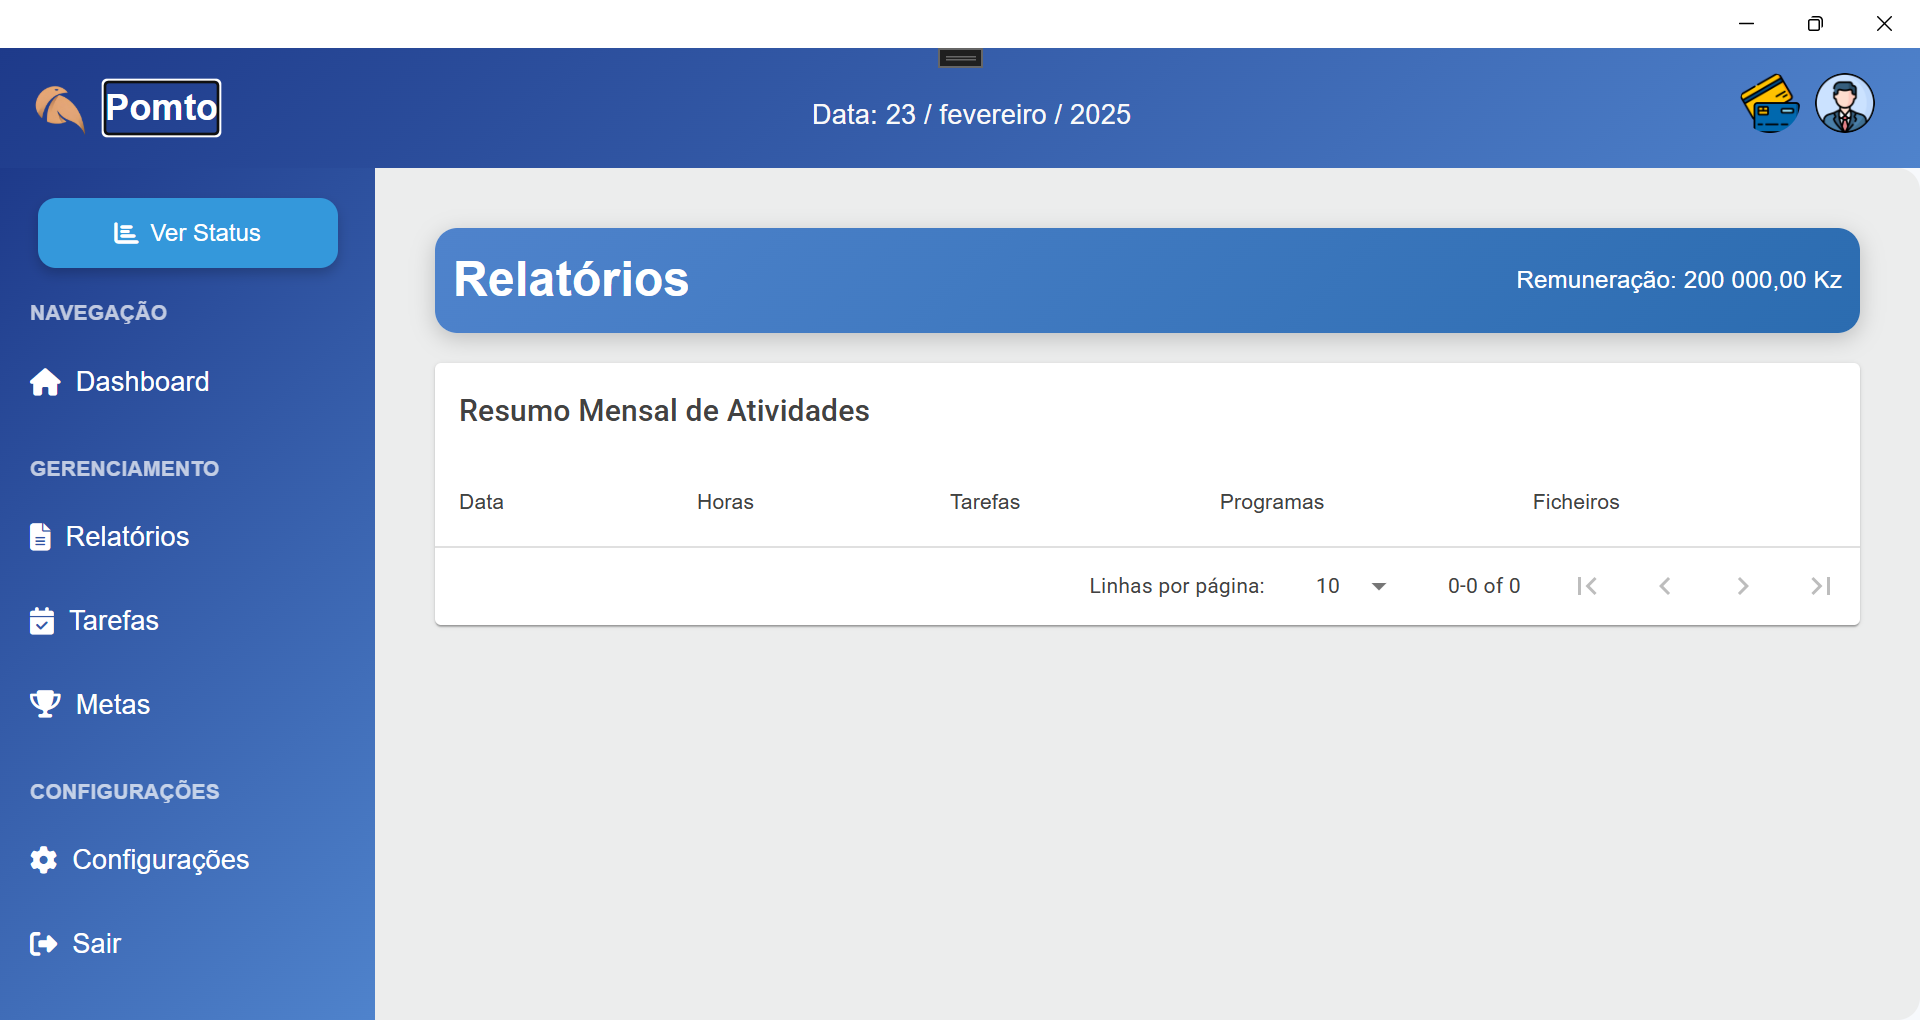 Pomto
Data: 23 / fevereiro / 2025
Ver Status
NAVEGAÇÃO
Dashboard
GERENCIAMENTO
Relatórios
Tarefas
Metas
CONFIGURAÇÕES
Configurações
Sair
Relatórios
Remuneração: 200 000,00 Kz
Resumo Mensal de Atividades
Data Horas Tarefas Programas Ficheiros
Linhas por página: 10 0-0 of 0